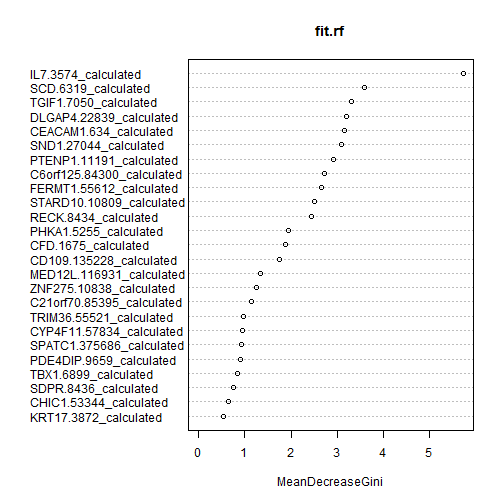 fit.rf
IL7.3574_calculated
SCD.6319_calculated
TGIF1.7050_calculated
DLGAP4.22839_calculated
CEACAM1.634_calculated
SND1.27044_calculated
PTENP1.11191_calculated
C6orf125.84300_calculated
FERMT1.55612_calculated
STARD10.10809_calculated
RECK.8434_calculated
PHKA1.5255_calculated
CFD.1675_calculated
CD109.135228_calculated
MED12L.116931_calculated
ZNF275.10838_calculated
C21orf70.85395_calculated
TRIM36.55521_calculated
CYP4F11.57834_calculated
SPATC1.375686_calculated
PDE4DIP.9659_calculated
TBX1.6899_calculated
SDPR.8436_calculated
CHIC1.53344_calculated
KRT17.3872_calculated
0 1 2 3 4 5
MeanDecreaseGini